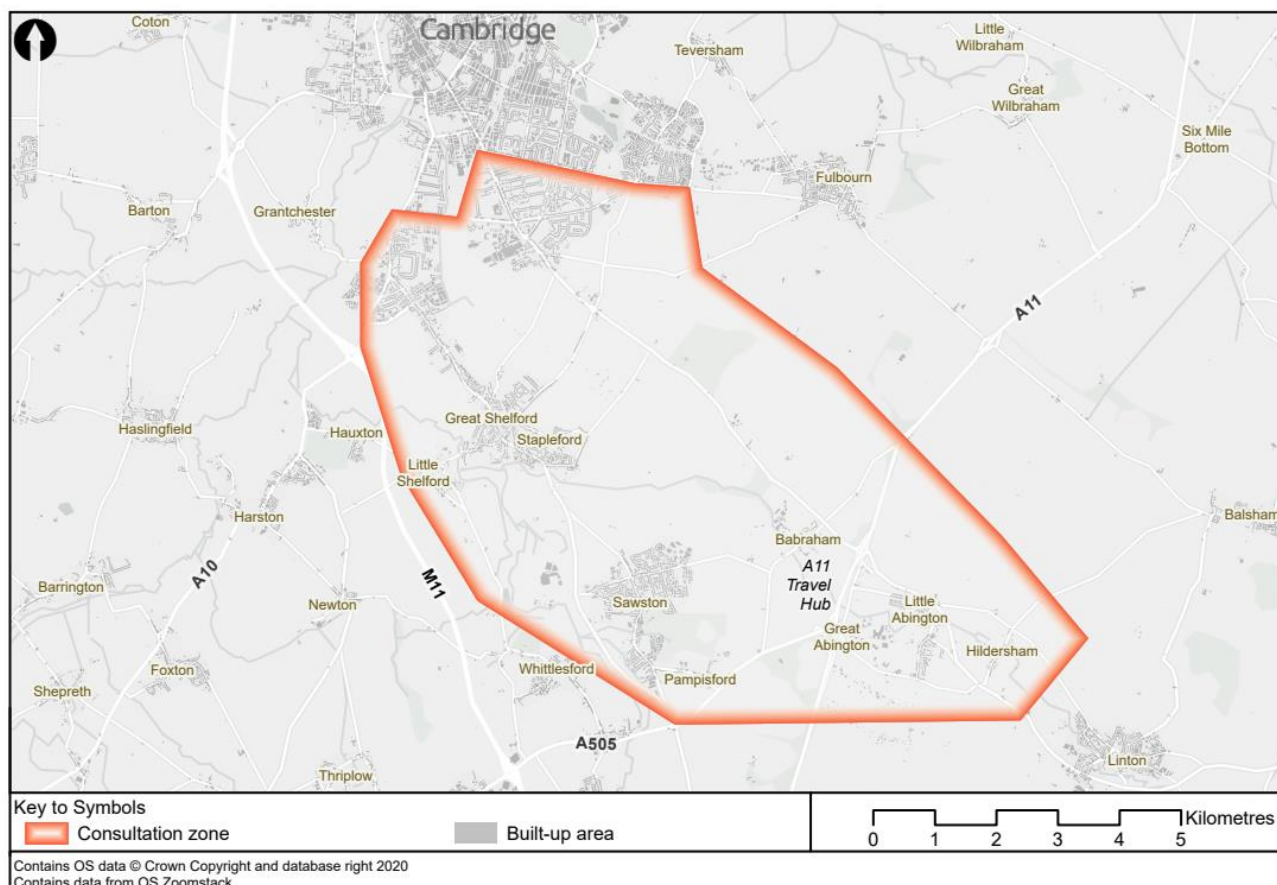 Coton
Cambridge
Teversham
Little
Wilbraham
Great
Wilbraham
Six Mile
Bottom
Fulbourn
Barton
Grantchester
A11
Haslingfield
Hauxton
Great Shelford
Stapleford
Little
Shelford
Harston
Balsham
Babraham
A11
Travel
Hub
A10
M11
Barrington
Newton
Sawston
Little
Abington
Great
Abington
Hildersham
Foxton
Whittlesford
Pampisford
Shepreth
A505
Linton
Thriplow
Key to Symbols
Consultation zone
Built-up area
Kilometres
0 1 2 3 4 5
Contains OS data © Crown Copyright and database right 2020
Contains data from OS Zoomstack